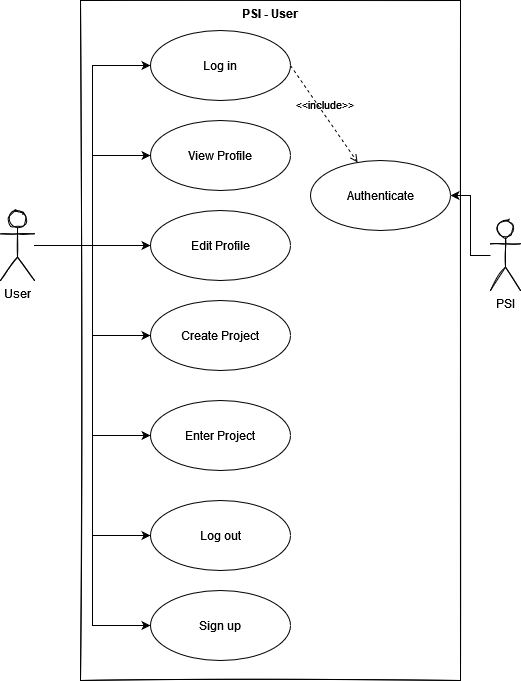 PSI - User
Log in
<<include>>
View Profile
Authenticate
Edit Profile
User
PSI
Create Project
Enter Project
Log out
Sign up